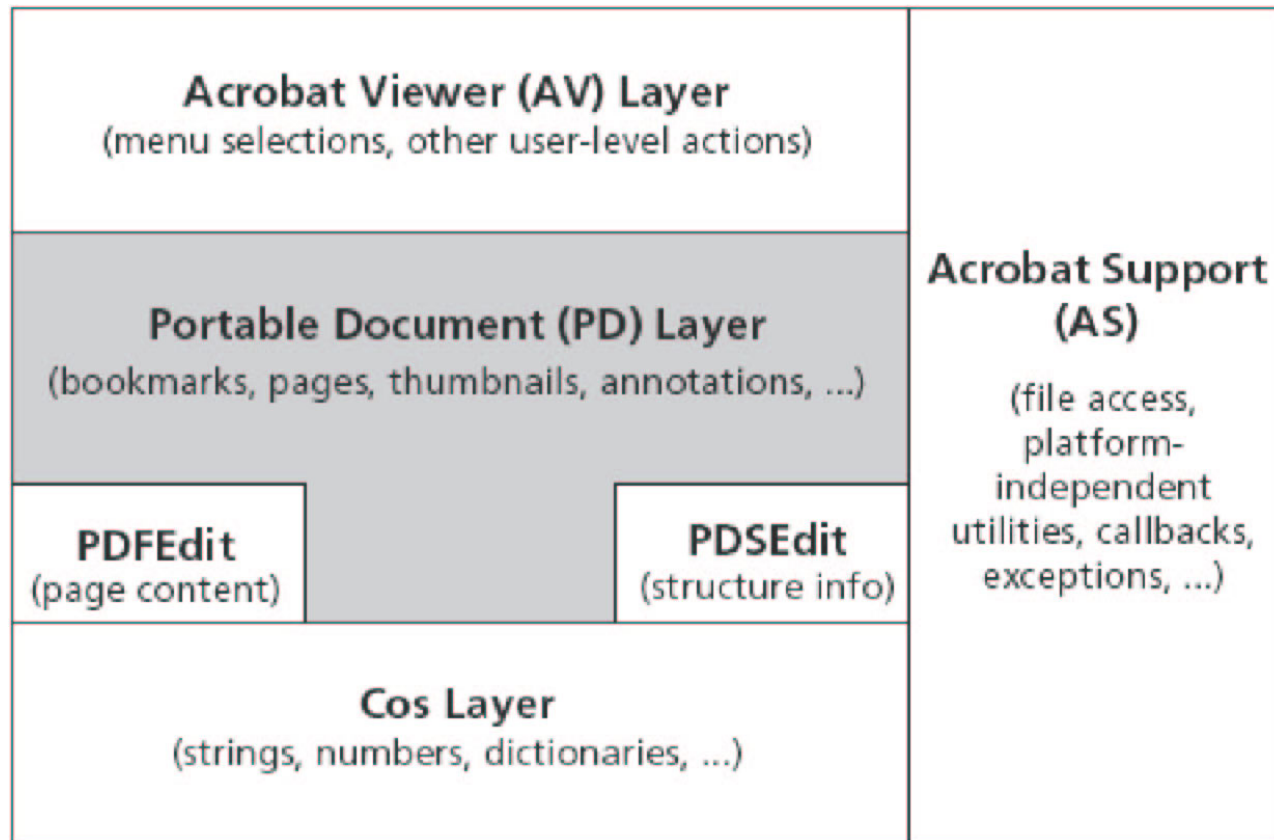 Acrobat Viewer (AV) Layer
(menu selections, other user-level actions)
Portable Document (PD) Layer
(bookmarks, pages, thumbnails, annotations, ...)
PDFEdit
(page content)
PDSEdit
(structure info)
Cos Layer
(strings, numbers, dictionaries, ...)
Acrobat Support
(AS)
(file access,
platform-
independent
utilities, callbacks,
exceptions, ...)